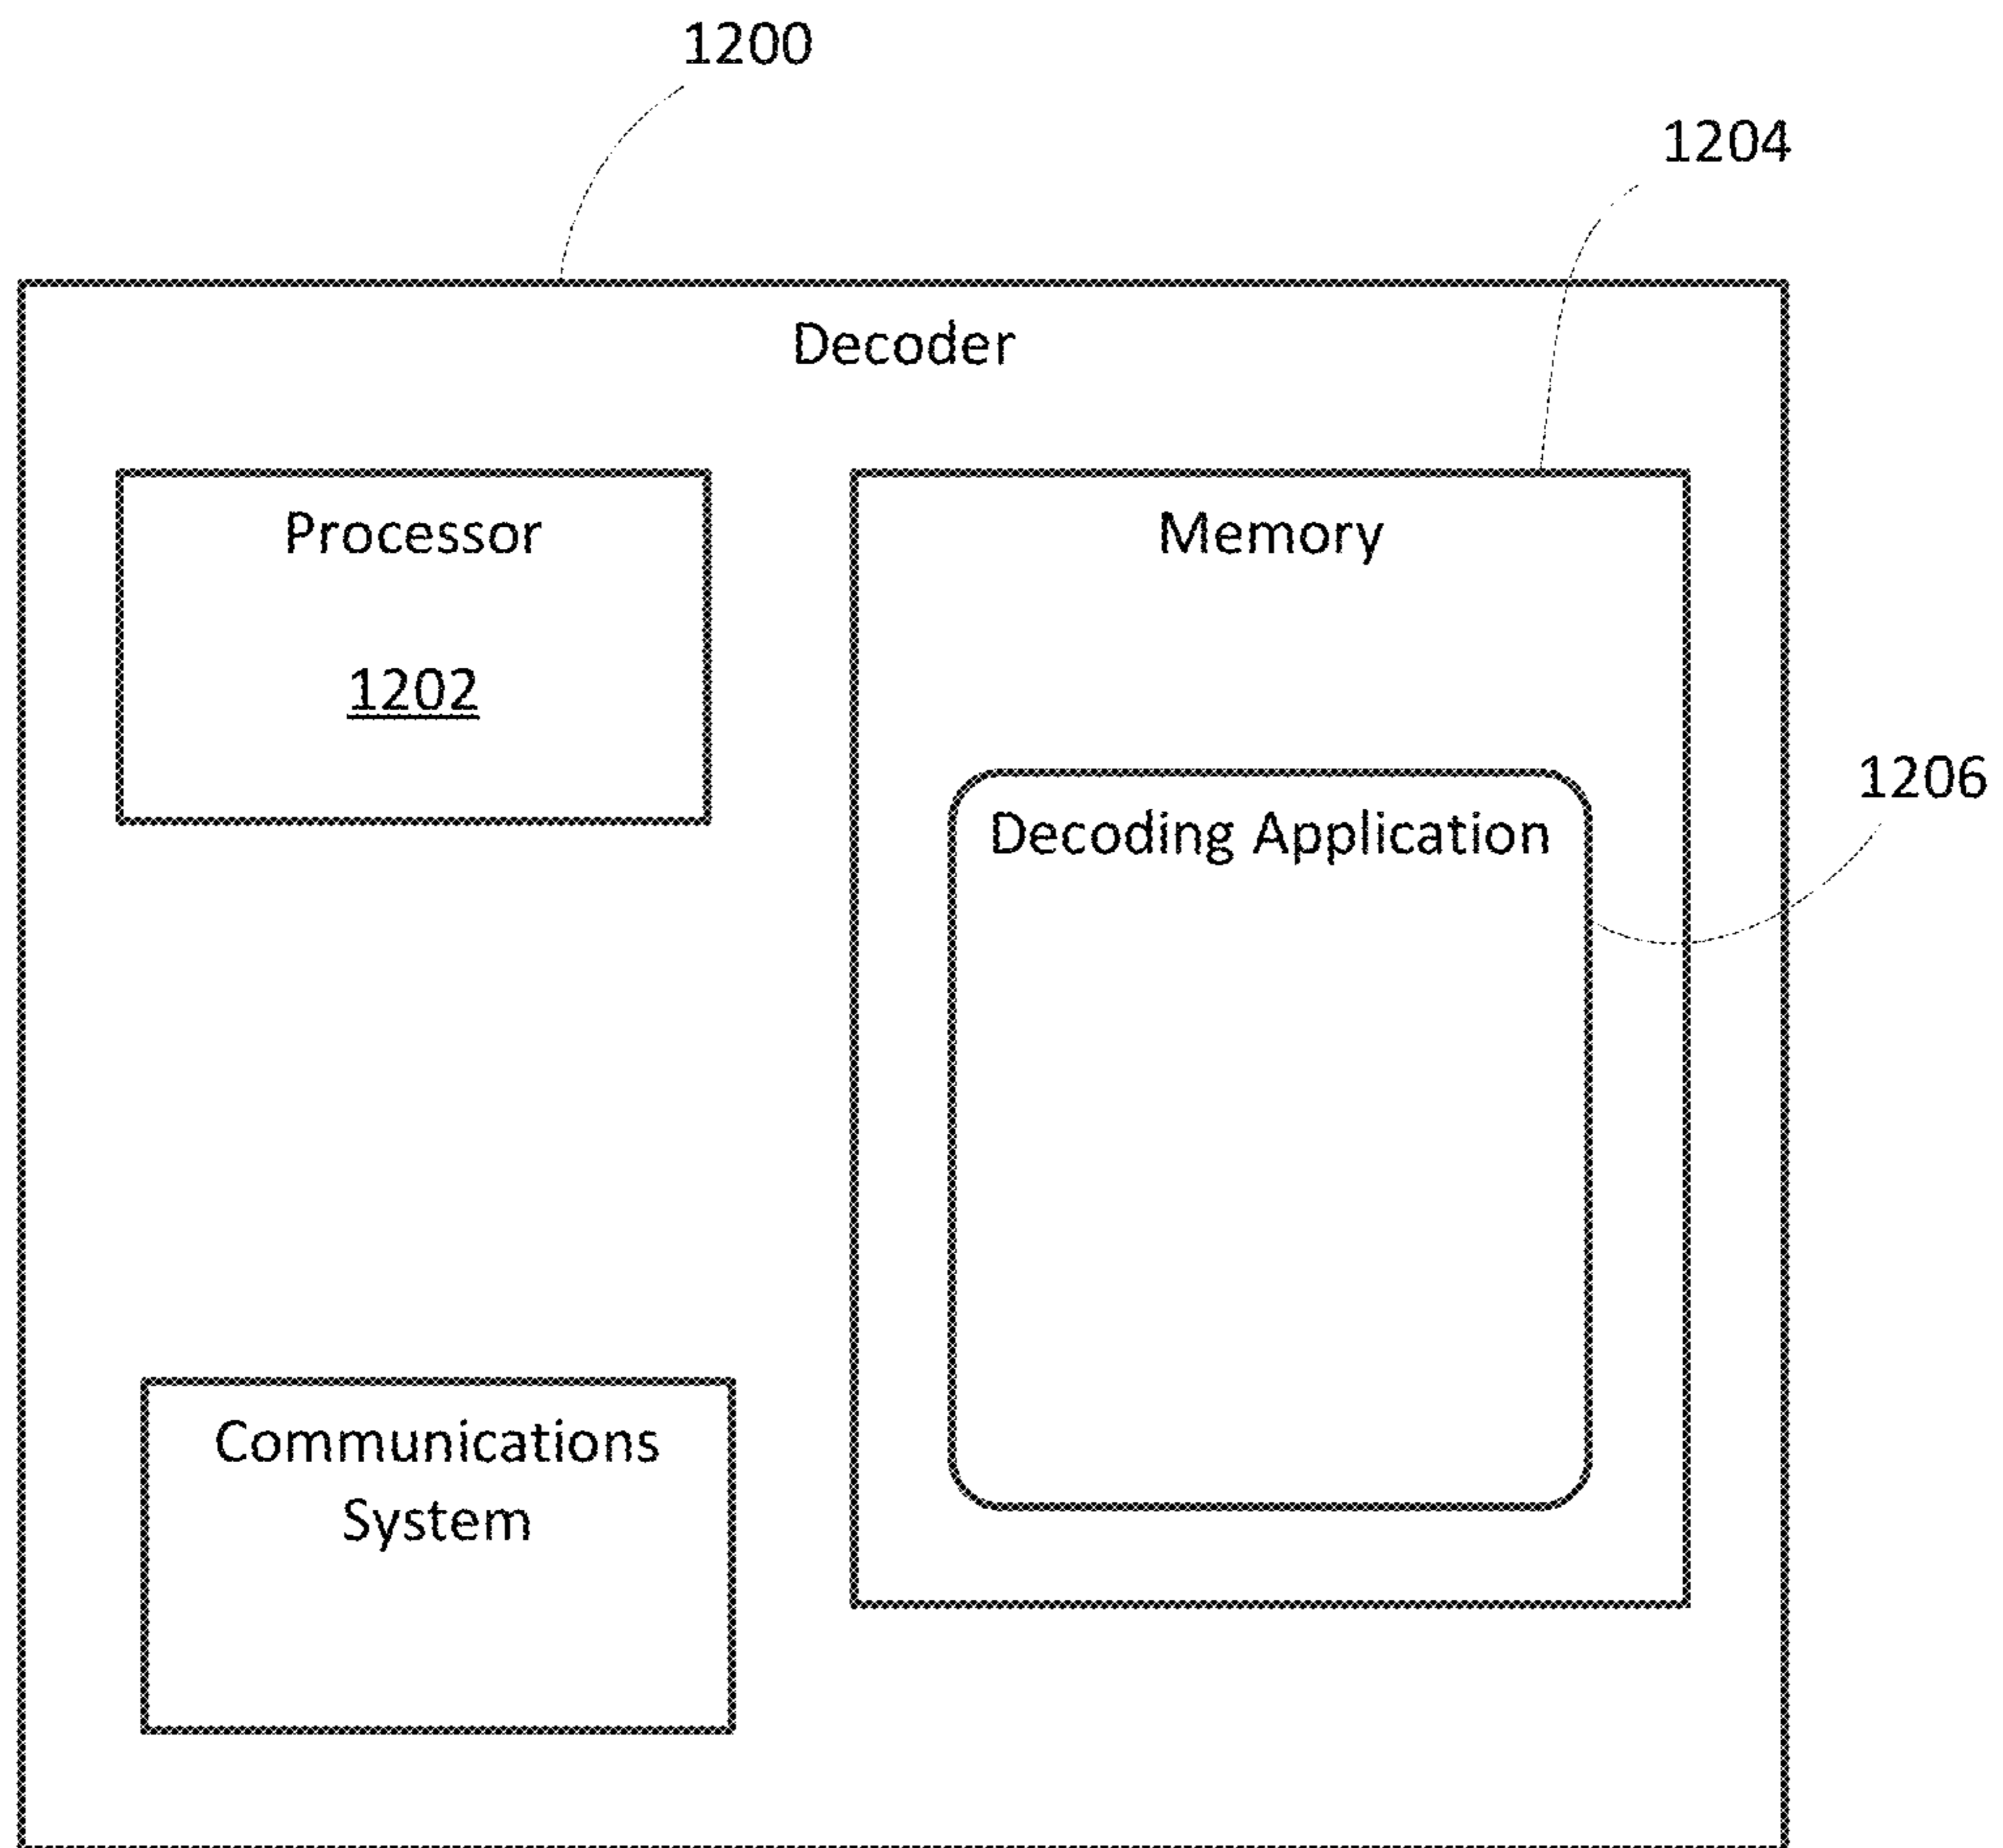 1200
1204
Decoder
Processor
Memory
1202
1206
Decoding Application
Communications
System